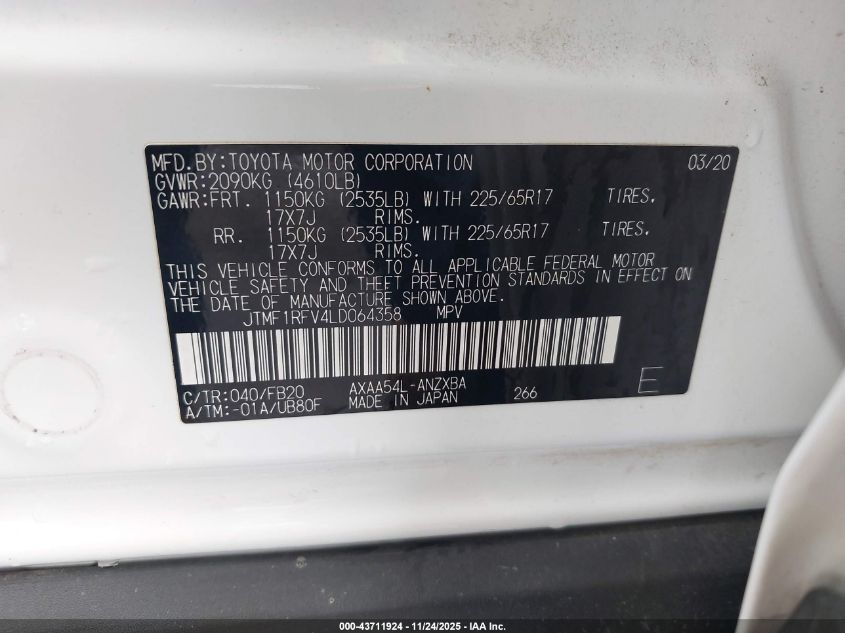 MFD.BY:TOYOTA MOTOR CORPORATION 03/20
GVWR:2090KG (4610LB)
GAWR:FRT. 1150KG (2535LB) WITH 225/65R17 TIRES.
17X7J RIMS.
RR. 1150KG (2535LB) WITH 225/65R17 TIRES.
17X7J RIMS.
THIS VEHICLE CONFORMS TO ALL APPLICABLE FEDERAL MOTOR
VEHICLE SAFETY AND THEFT PREVENTION STANDARDS IN EFFECT ON
THE DATE OF MANUFACTURE SHOWN ABOVE.
JTMF1RFV4LD064358 MPV
C/TR:040/FB20 AXAA54L-ANZXBA
A/TM:-01A/UB80F MADE IN JAPAN 266 E
000-43711924 - 11/24/2025 - IAA Inc.